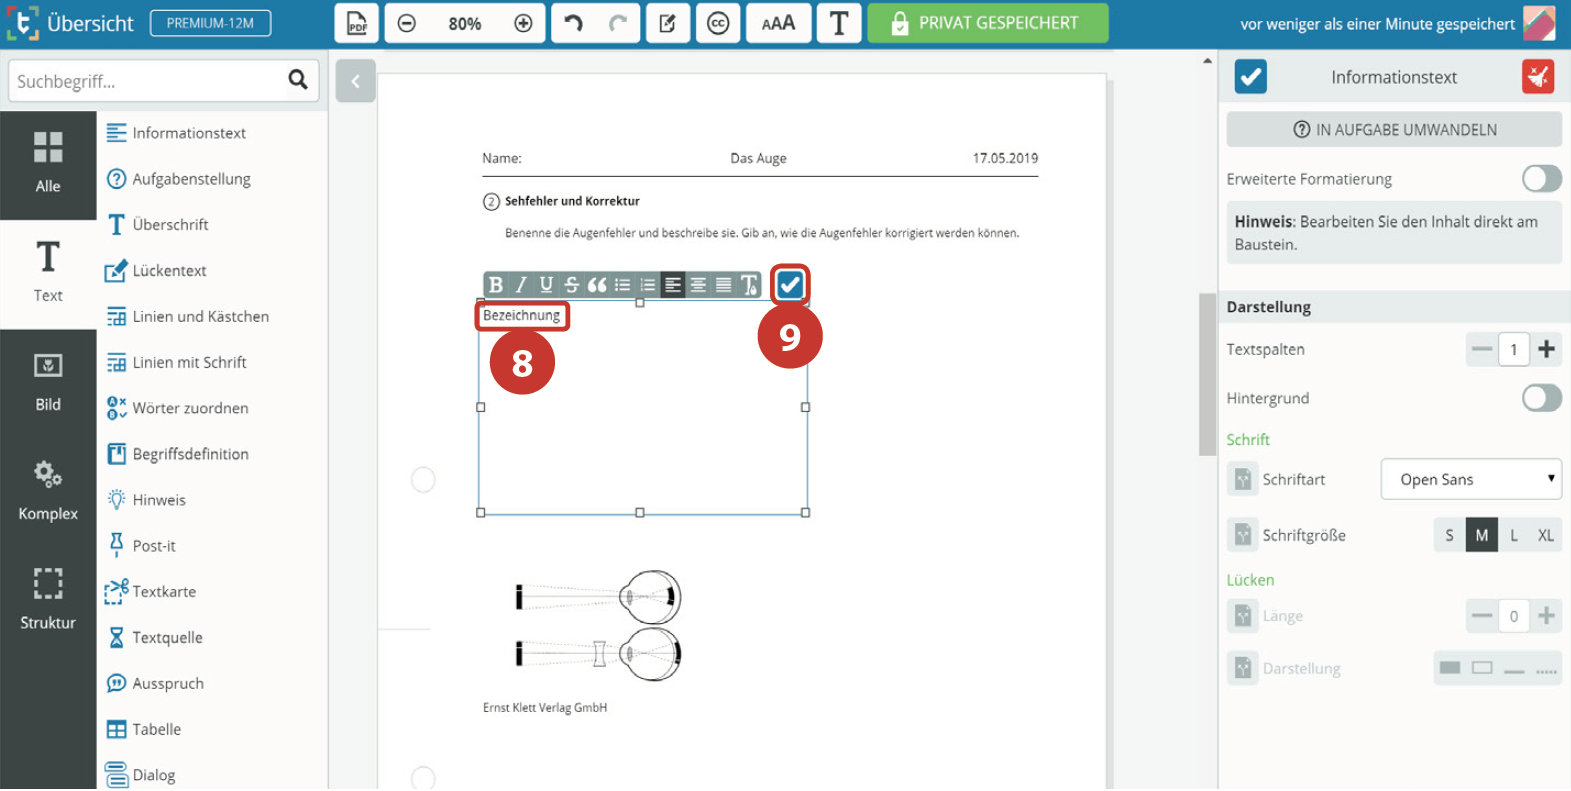 Übersicht
PREMIUM-12M
PDF
80%
CC
AAA
T
PRIVAT GESPEICHERT
vor weniger als einer Minute gespeichert
Suchbegriff...
Alle
Text
Bild
Komplex
Struktur
Informationstext
Aufgabenstellung
Überschrift
Lückentext
Linien und Kästchen
Linien mit Schrift
Wörter zuordnen
Begriffsdefinition
Hinweis
Post-it
Textkarte
Textquelle
Ausspruch
Tabelle
Dialog
Name:
Das Auge
17.05.2019
2 Sehfehler und Korrektur
Benenne die Augenfehler und beschreibe sie. Gib an, wie die Augenfehler korrigiert werden können.
B I U S
Bezeichnung
8
9
Ernst Klett Verlag GmbH
Informationstext
IN AUFGABE UMWANDELN
Erweiterte Formatierung
Hinweis: Bearbeiten Sie den Inhalt direkt am
Baustein.
Darstellung
Textspalten
1
Hintergrund
Schrift
Schriftart
Open Sans
Schriftgröße
S M L XL
Lücken
Länge
0
Darstellung